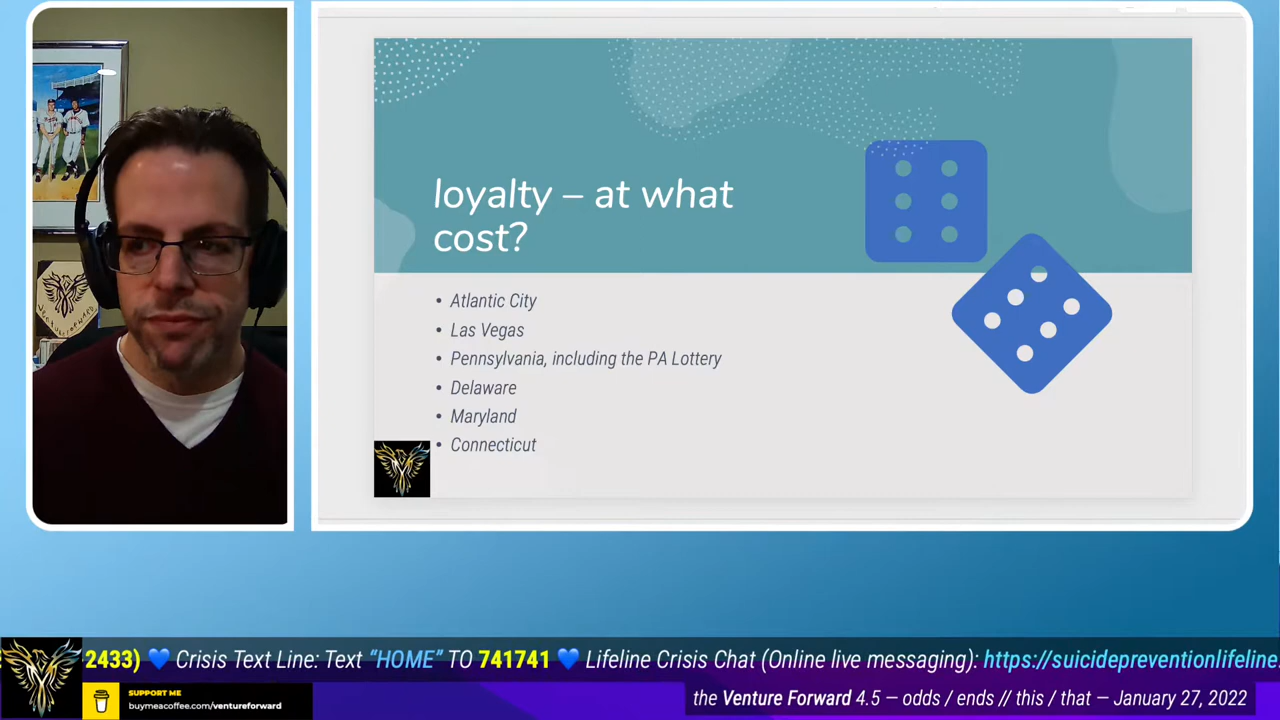 loyalty – at what
cost?
• Atlantic City
• Las Vegas
• Pennsylvania, including the PA Lottery
• Delaware
• Maryland
• Connecticut
2433) 💙 Crisis Text Line: Text “HOME” TO 741741 💙 Lifeline Crisis Chat (Online live messaging): https://suicidepreventionlifeline.
SUPPORT ME
buymeacoffee.com/ventureforward
the Venture Forward 4.5 — odds / ends // this / that — January 27, 2022